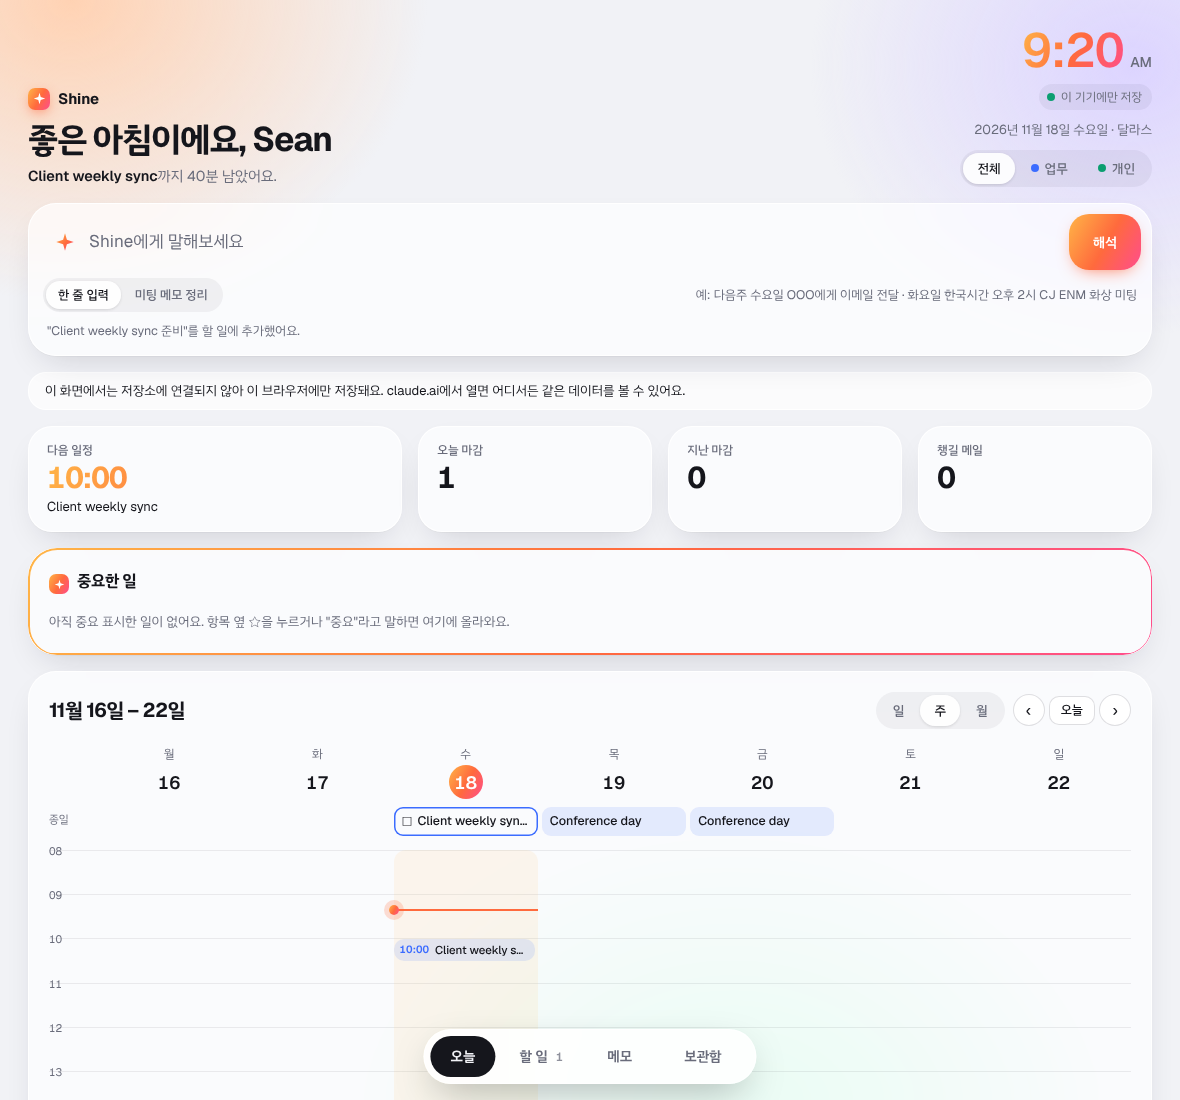 9:20 AM
Shine
이 기기에만 저장
좋은 아침이에요, Sean
2026년 11월 18일 수요일 · 달라스
Client weekly sync까지 40분 남았어요.
전체 업무 개인
Shine에게 말해보세요
해석
한 줄 입력 미팅 메모 정리
예: 다음주 수요일 OOO에게 이메일 전달 · 화요일 한국시간 오후 2시 CJ ENM 화상 미팅
"Client weekly sync 준비"를 할 일에 추가했어요.
이 화면에서는 저장소에 연결되지 않아 이 브라우저에만 저장돼요. claude.ai에서 열면 어디서든 같은 데이터를 볼 수 있어요.
다음 일정
10:00
Client weekly sync
오늘 마감
1
지난 마감
0
챙길 메일
0
중요한 일
아직 중요 표시한 일이 없어요. 항목 옆 ☆을 누르거나 "중요"라고 말하면 여기에 올라와요.
11월 16일 – 22일
일 주 월 ‹ 오늘 ›
월 화 수 목 금 토 일
16 17 18 19 20 21 22
종일 Client weekly syn... Conference day Conference day
08
09
10
10:00 Client weekly s...
11
12
13
오늘 할 일 1 메모 보관함